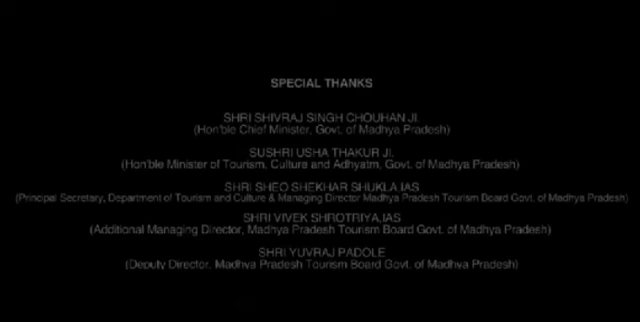 SPECIAL THANKS
SHRI SHIVRAJ SINGH CHOUHAN JI.
(Hon'ble Chief Minister, Govt. of Madhya Pradesh)
SUSHRI USHA THAKUR JI.
(Hon'ble Minister of Tourism, Culture and Adhyatm, Govt. of Madhya Pradesh)
SHRI SHEO SHEKHAR SHUKLA,IAS
(Principal Secretary, Department of Tourism and Culture & Managing Director Madhya Pradesh Tourism Board Govt. of Madhya Pradesh)
SHRI VIVEK SHROTRIYA,IAS
(Additional Managing Director, Madhya Pradesh Tourism Board Govt. of Madhya Pradesh)
SHRI YUVRAJ PADOLE
(Deputy Director, Madhya Pradesh Tourism Board Govt. of Madhya Pradesh)